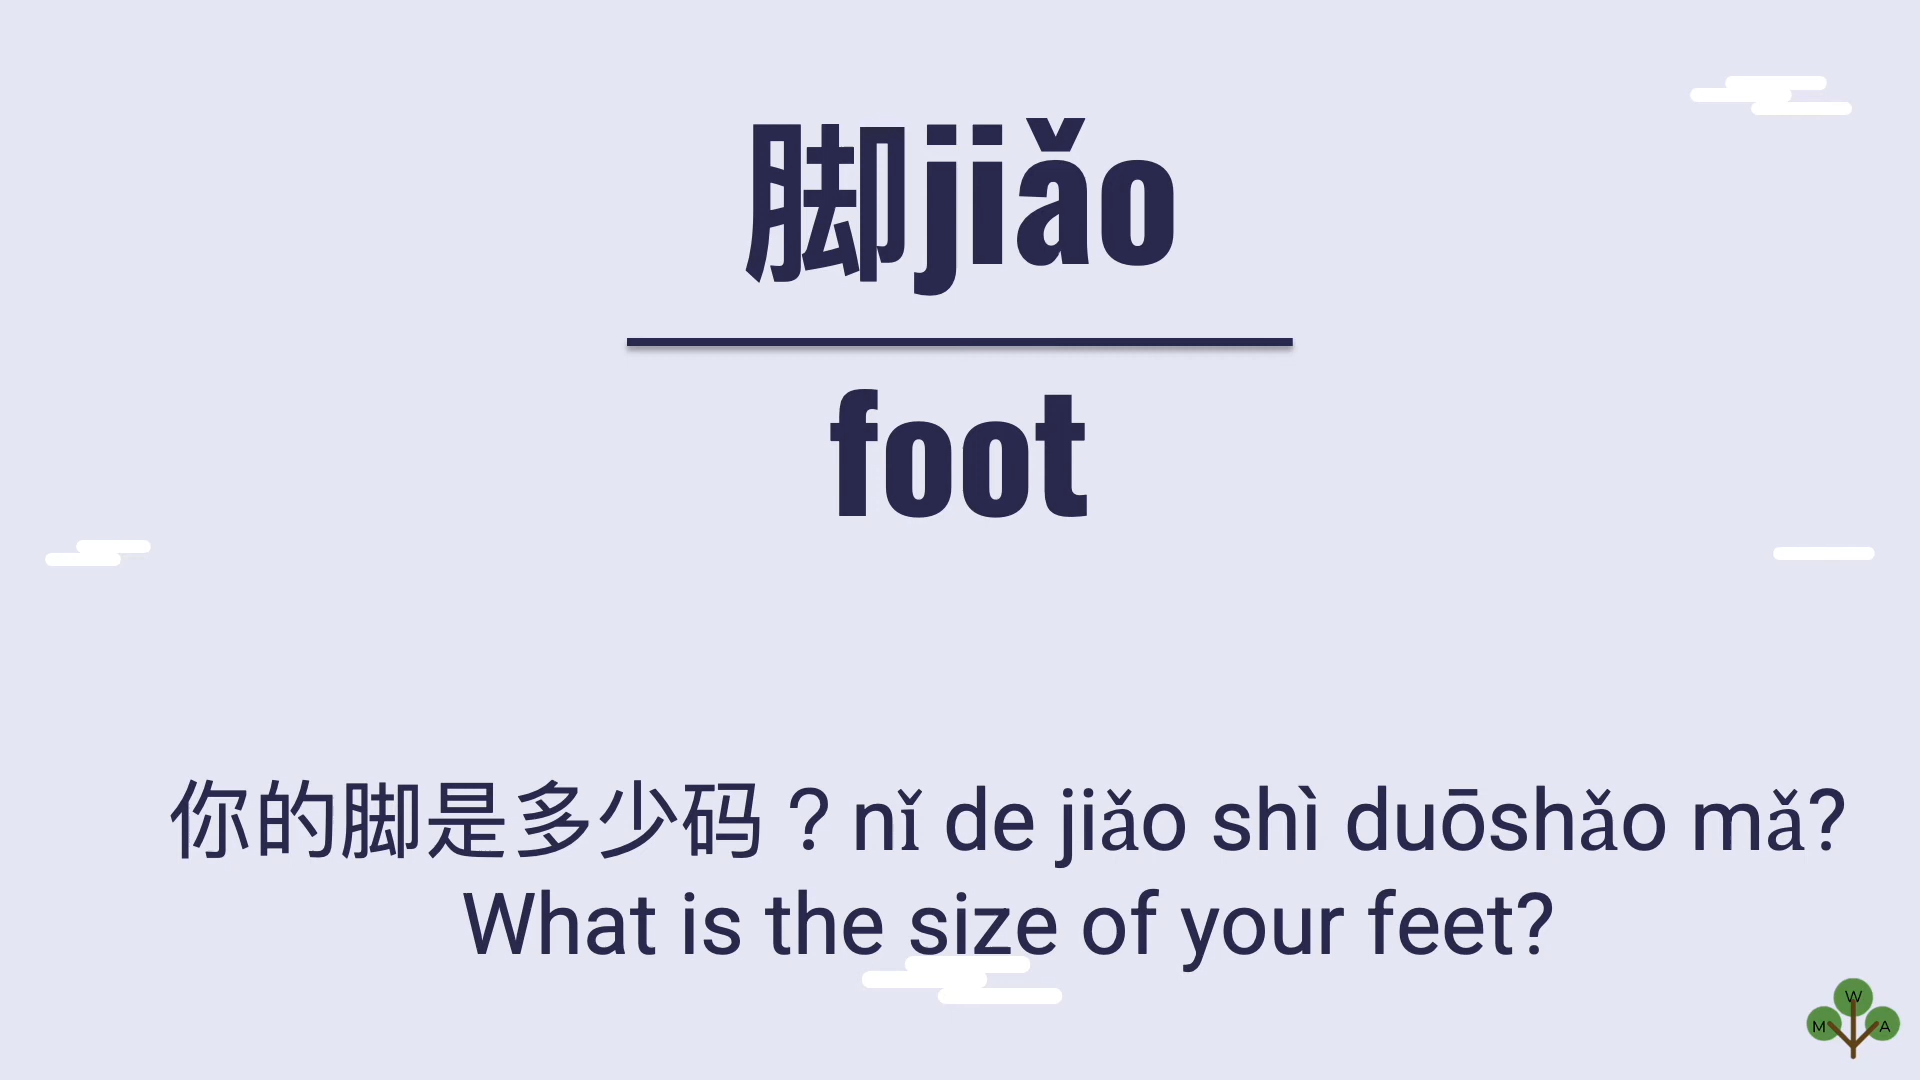 脚jiǎo
foot
你的脚是多少码？nǐ de jiǎo shì duōshǎo mǎ?
What is the size of your feet?
W
M A